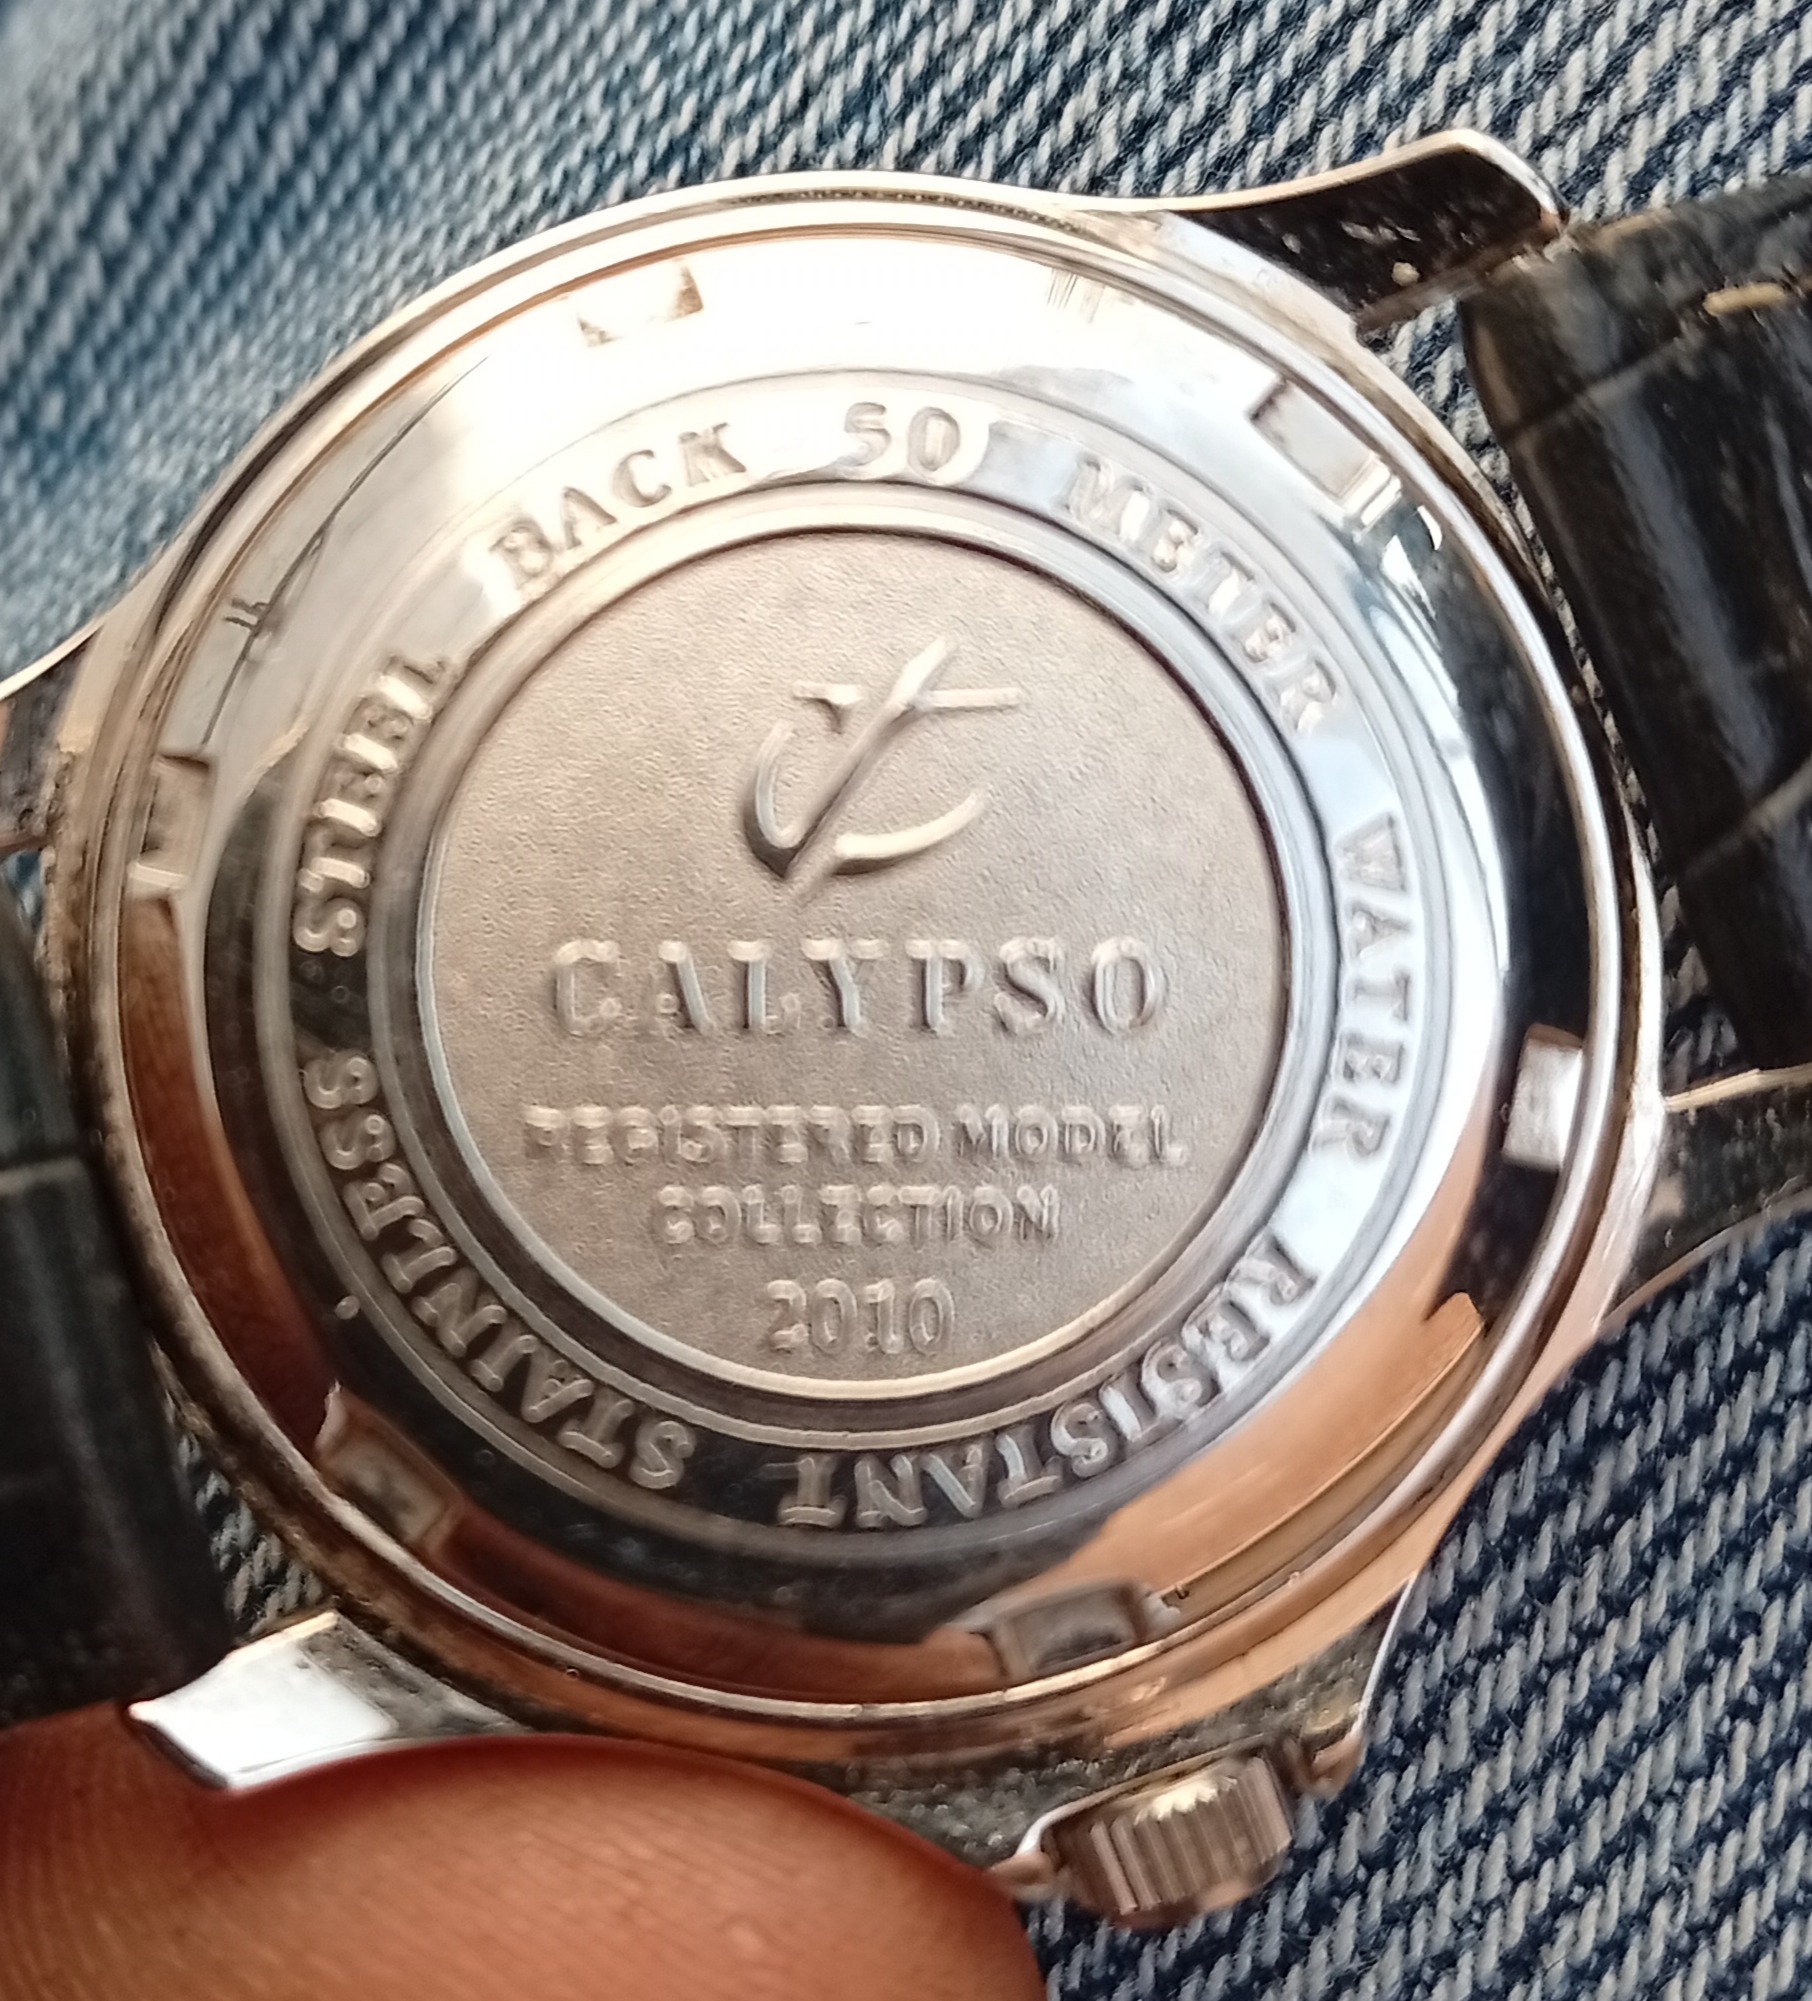 CALYPSO
REGISTERED MODEL
COLLECTION
2010
STAINLESS STEEL BACK 50 METER WATER RESISTANT